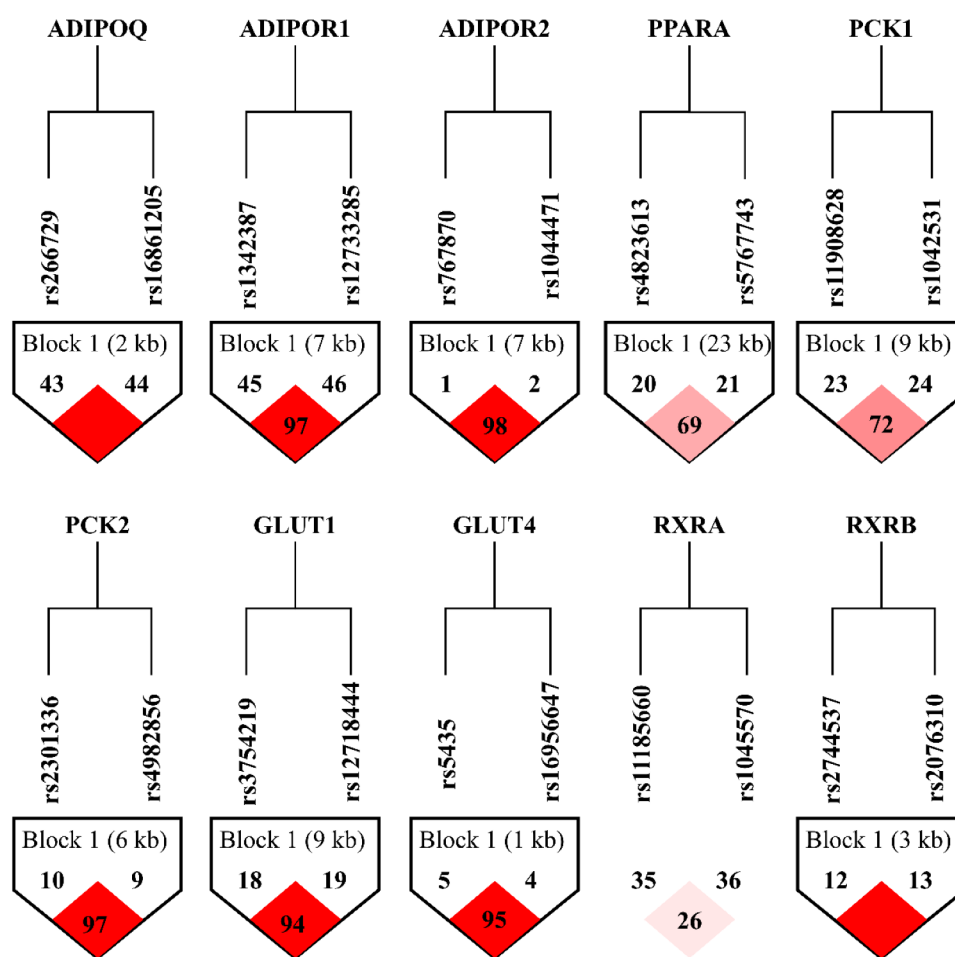 ADIPOQ ADIPOR1 ADIPOR2 PPARA PCK1
rs266729 rs16861205 rs1342387 rs12733285 rs767870 rs1044471 rs4823613 rs5767743 rs11908628 rs1042531
Block 1 (2 kb) Block 1 (7 kb) Block 1 (7 kb) Block 1 (23 kb) Block 1 (9 kb)
43 44 45 46 1 2 20 21 23 24
97 98 69 72
PCK2 GLUT1 GLUT4 RXRA RXRB
rs2301336 rs4982856 rs3754219 rs12718444 rs5435 rs16956647 rs11185660 rs1045570 rs2744537 rs2076310
Block 1 (6 kb) Block 1 (9 kb) Block 1 (1 kb) Block 1 (3 kb)
10 9 18 19 5 4 35 36 12 13
97 94 95 26